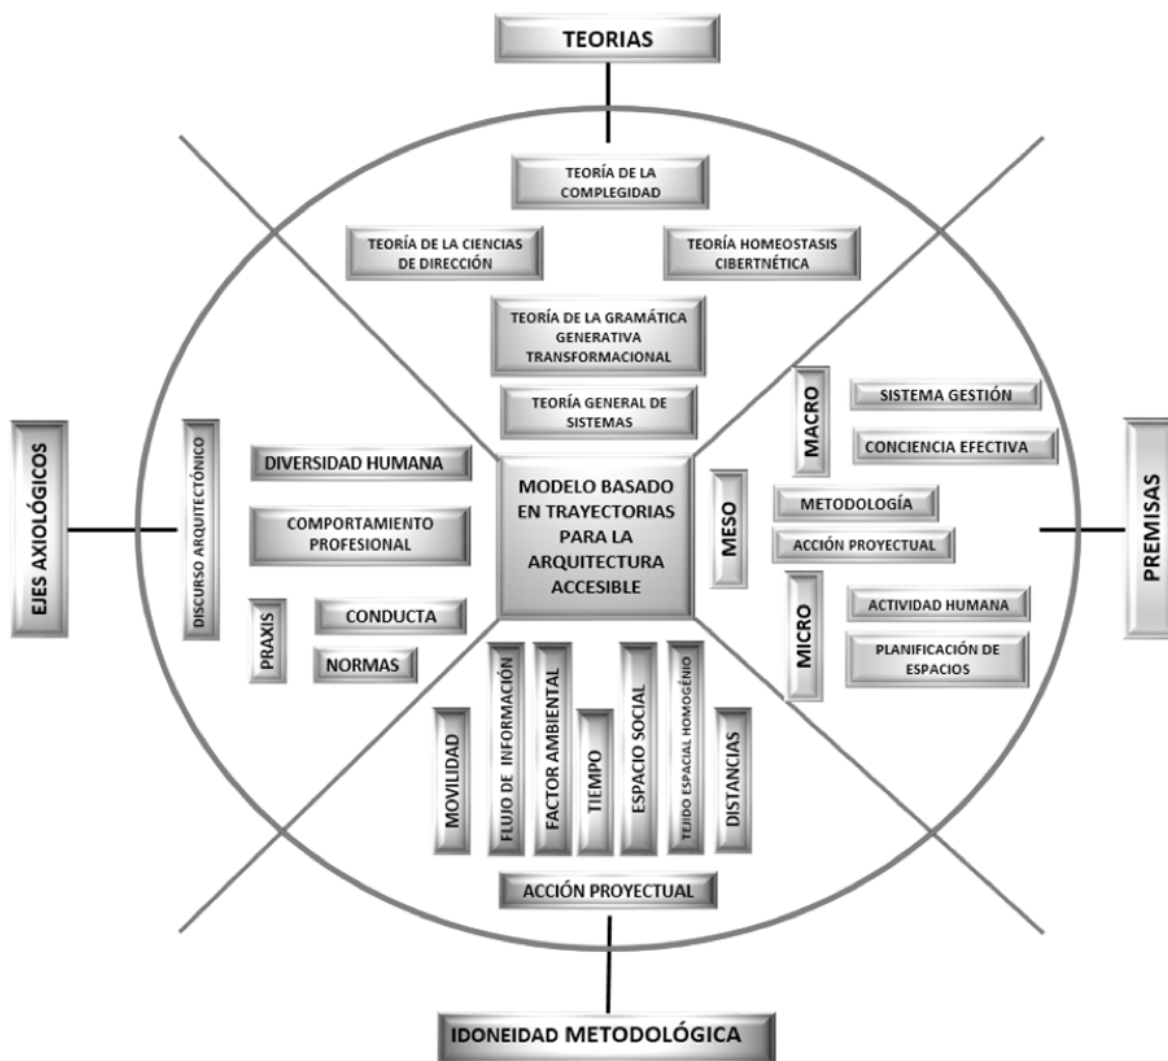 TEORIAS
TEORÍA DE LA
COMPLEGIDAD
TEORÍA DE LA CIENCIAS
DE DIRECCIÓN
TEORÍA HOMEOSTASIS
CIBERTNÉTICA
TEORÍA DE LA GRAMÁTICA
GENERATIVA
TRANSFORMACIONAL
TEORÍA GENERAL DE
SISTEMAS
EJES AXIOLÓGICOS
DISCURSO ARQUITECTÓNICO
DIVERSIDAD HUMANA
COMPORTAMIENTO
PROFESIONAL
PRAXIS
CONDUCTA
NORMAS
MODELO BASADO
EN TRAYECTORIAS
PARA LA
ARQUITECTURA
ACCESIBLE
MACRO
SISTEMA GESTIÓN
CONCIENCIA EFECTIVA
MESO
METODOLOGÍA
ACCIÓN PROYECTUAL
MICRO
ACTIVIDAD HUMANA
PLANIFICACIÓN DE
ESPACIOS
PREMISAS
MOVILIDAD
FLUJO DE INFORMACIÓN
FACTOR AMBIENTAL
TIEMPO
ESPACIO SOCIAL
TEJIDO ESPACIAL HOMOGÉNIO
DISTANCIAS
ACCIÓN PROYECTUAL
IDONEIDAD METODOLÓGICA